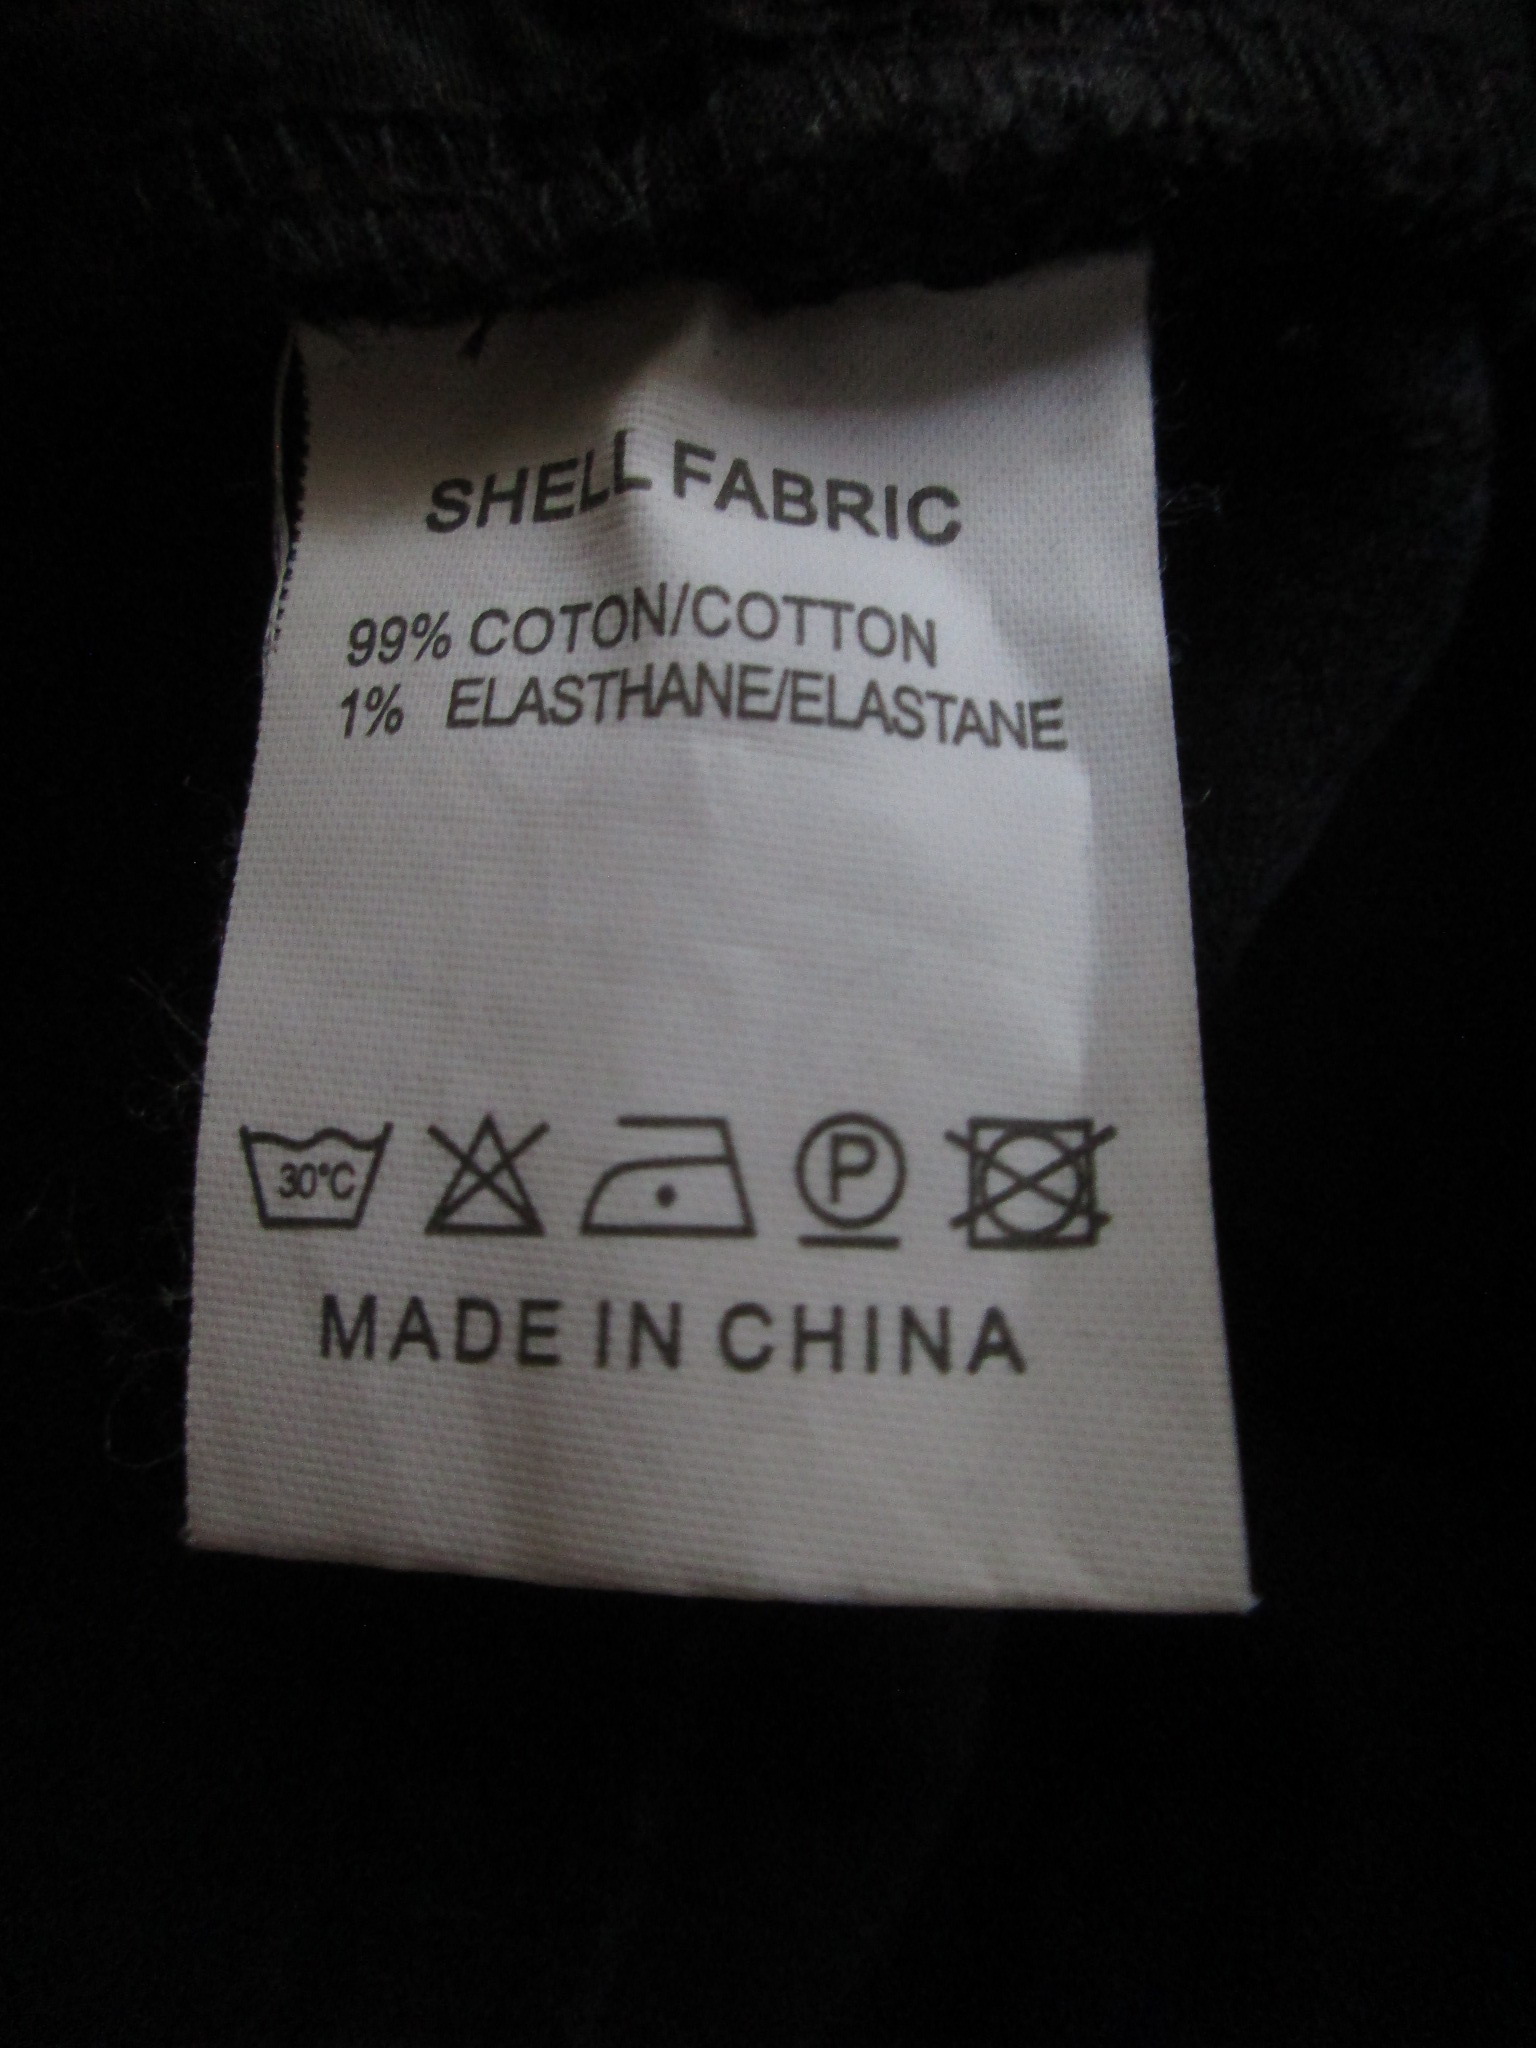 SHELL FABRIC
99% COTON/COTTON
1% ELASTHANE/ELASTANE
30°C
P
MADE IN CHINA